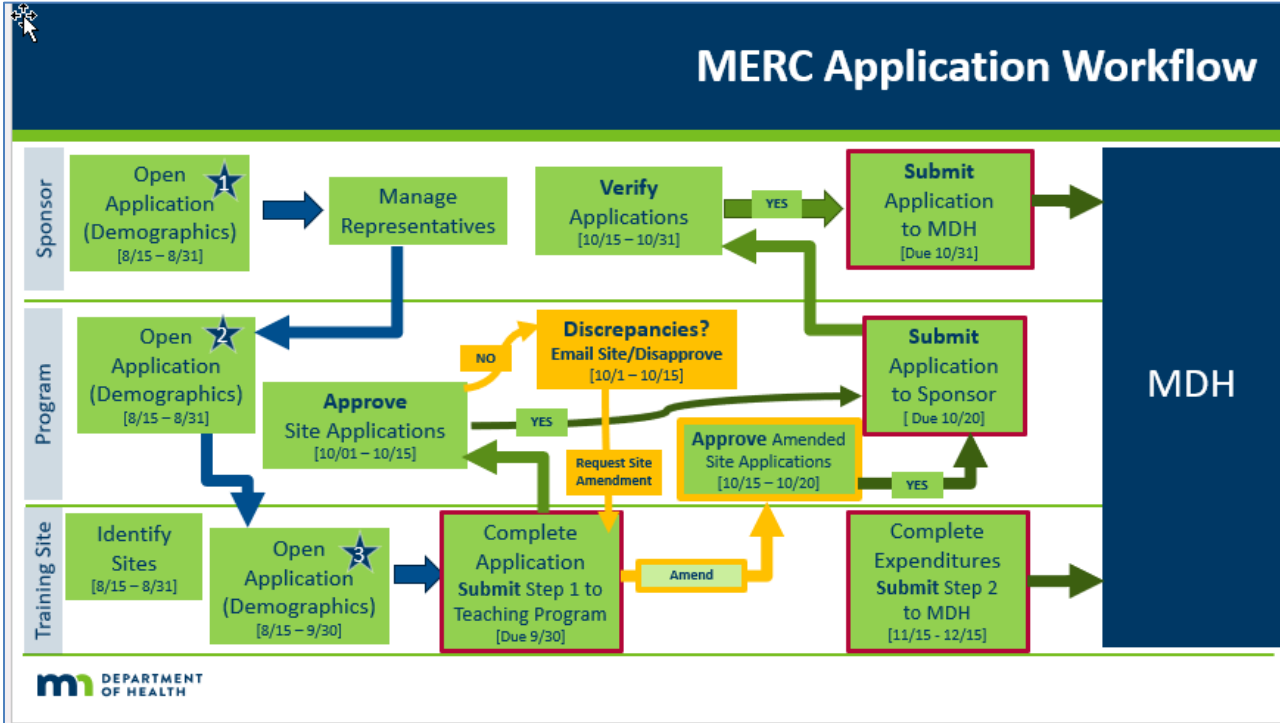 MERC Application Workflow
Sponsor
Open
Application
(Demographics)
[8/15 – 8/31]
1
Manage
Representatives
Verify
Applications
[10/15 – 10/31]
YES
Submit
Application
to MDH
[Due 10/31]
MDH
Program
Open
Application
(Demographics)
[8/15 – 8/31]
2
Approve
Site Applications
[10/01 – 10/15]
NO
Discrepancies?
Email Site/Disapprove
[10/1 – 10/15]
YES
Request Site
Amendment
Approve Amended
Site Applications
[10/15 – 10/20]
YES
Submit
Application
to Sponsor
[ Due 10/20]
Training Site
Identify
Sites
[8/15 – 8/31]
Open
Application
(Demographics)
[8/15 – 9/30]
3
Complete
Application
Submit Step 1 to
Teaching Program
[Due 9/30]
Amend
Complete
Expenditures
Submit Step 2
to MDH
[11/15 - 12/15]
mn DEPARTMENT
OF HEALTH